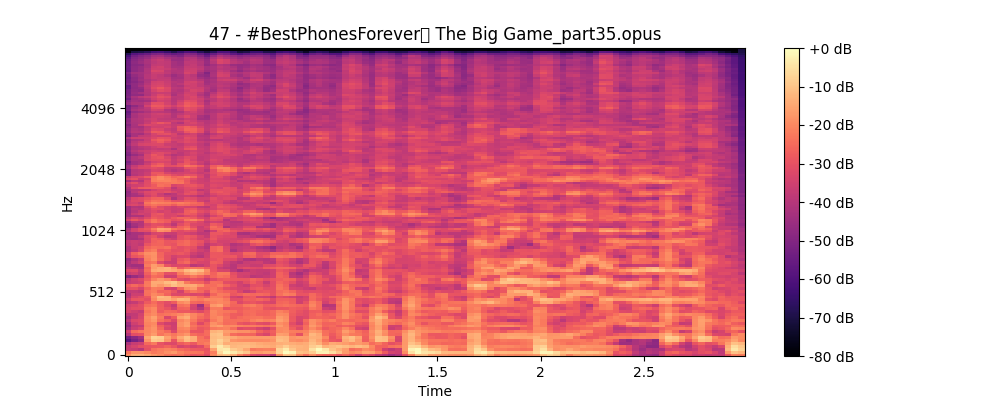 47 - #BestPhonesForever▯ The Big Game_part35.opus
+0 dB
4096
-10 dB
-20 dB
2048
-30 dB
Hz
-40 dB
1024
-50 dB
-60 dB
512
-70 dB
0
-80 dB
0 0.5 1 1.5 2 2.5
Time